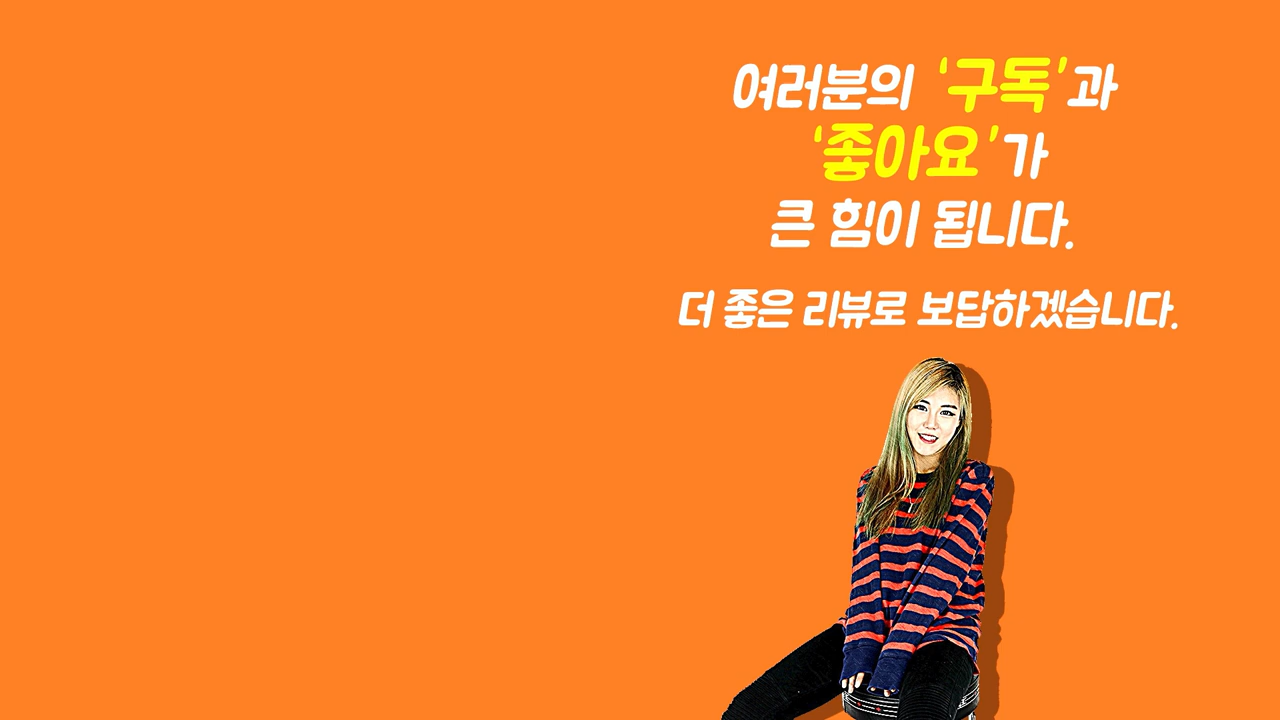 여러분의 ‘구독’과
‘좋아요’가
큰 힘이 됩니다.
더 좋은 리뷰로 보답하겠습니다.